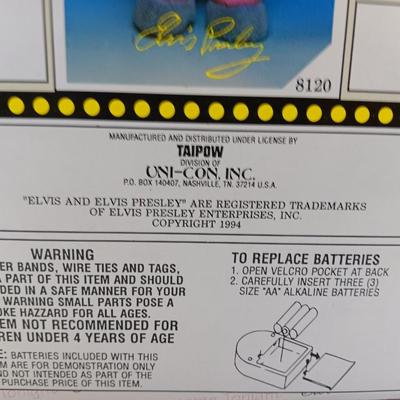 Elvis Presley
8120
MANUFACTURED AND DISTRIBUTED UNDER LICENSE BY
TAIPOW
DIVISION OF
UNI-CON, INC.
P.O. BOX 140407, NASHVILLE, TN. 37214 U.S.A.
"ELVIS AND ELVIS PRESLEY" ARE REGISTERED TRADEMARKS
OF ELVIS PRESLEY ENTERPRISES, INC.
COPYRIGHT 1994
WARNING
ER BANDS, WIRE TIES AND TAGS,
A PART OF THIS ITEM AND SHOULD
DED IN A SAFE MANNER FOR YOUR
WARNING SMALL PARTS POSE A
OKE HAZZARD FOR ALL AGES.
EM NOT RECOMMENDED FOR
REN UNDER 4 YEARS OF AGE
E: BATTERIES INCLUDED WITH THIS
EM ARE FOR DEMONSTRATION ONLY
ND NOT INTENDED AS PART OF THE
PURCHASE PRICE OF THIS ITEM.
TO REPLACE BATTERIES
1. OPEN VELCRO POCKET AT BACK
2. CAREFULLY INSERT THREE (3)
SIZE "AA" ALKALINE BATTERIES